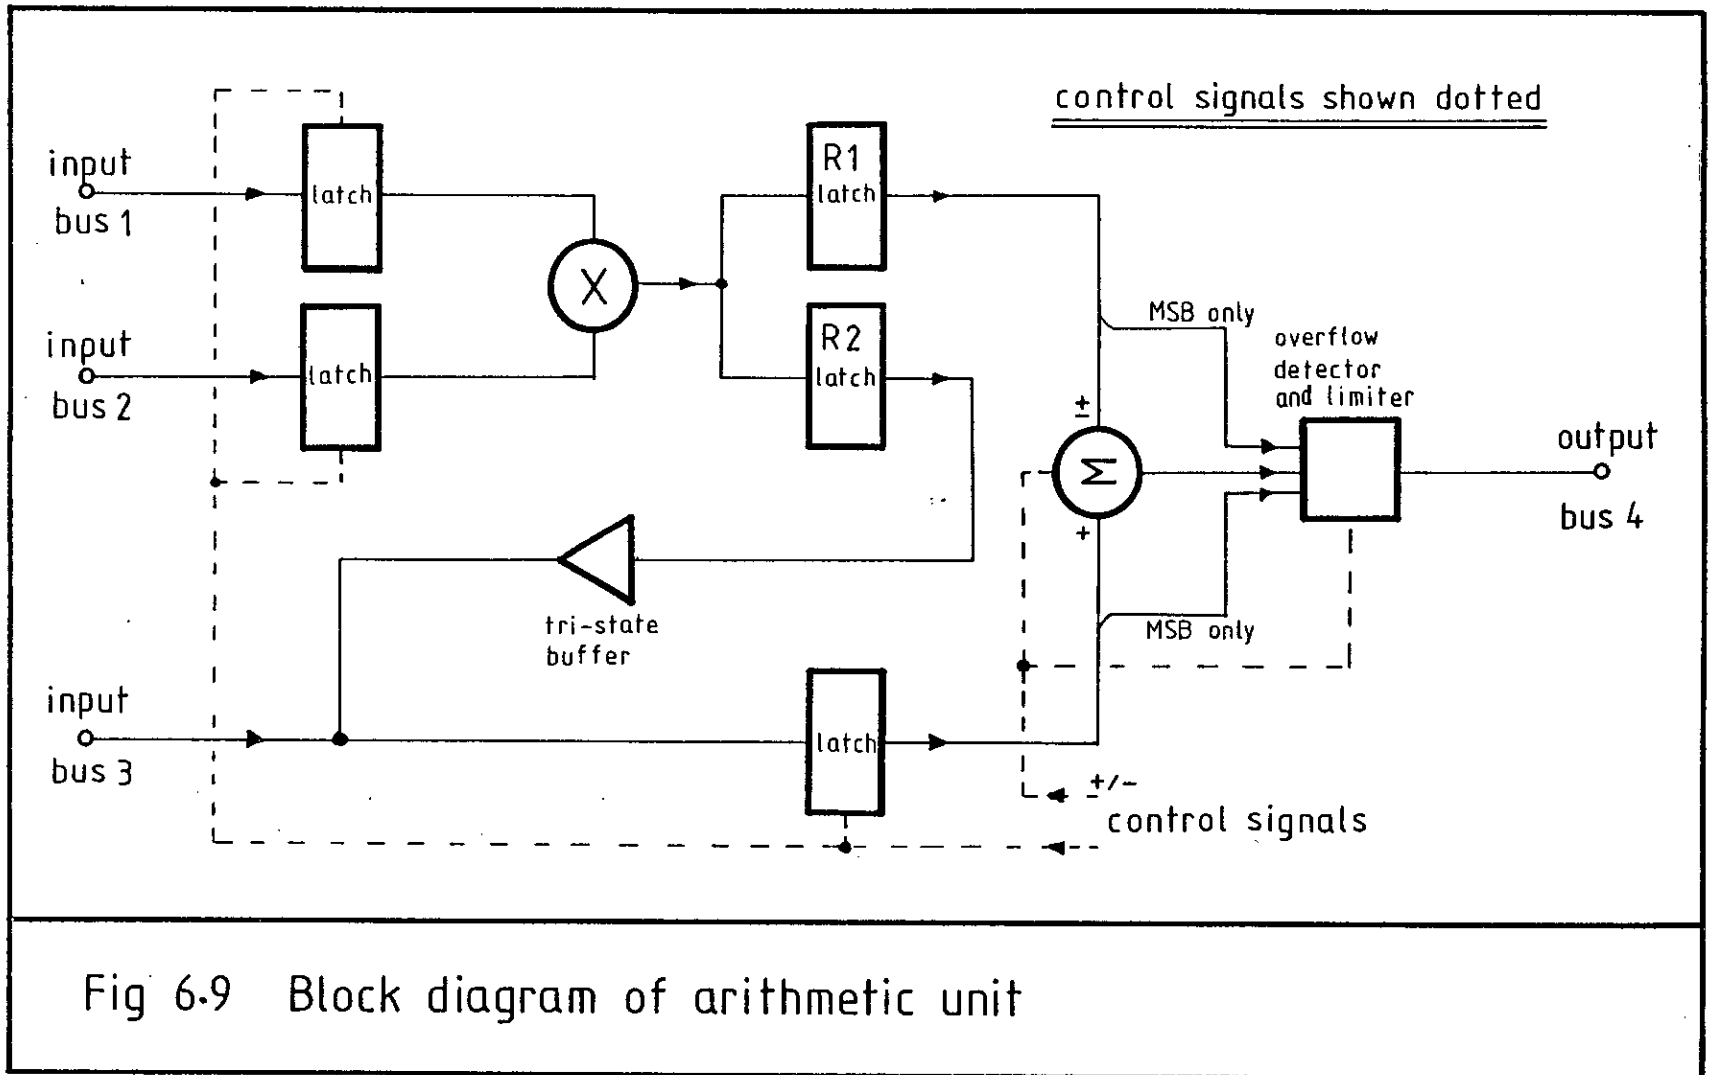 control signals shown dotted
input
bus 1
latch
R1
latch
X
MSB only
input
bus 2
latch
R2
latch
overflow
detector
and limiter
±
Σ
+
output
bus 4
tri-state
buffer
MSB only
input
bus 3
latch
+/-
control signals
Fig 6.9 Block diagram of arithmetic unit